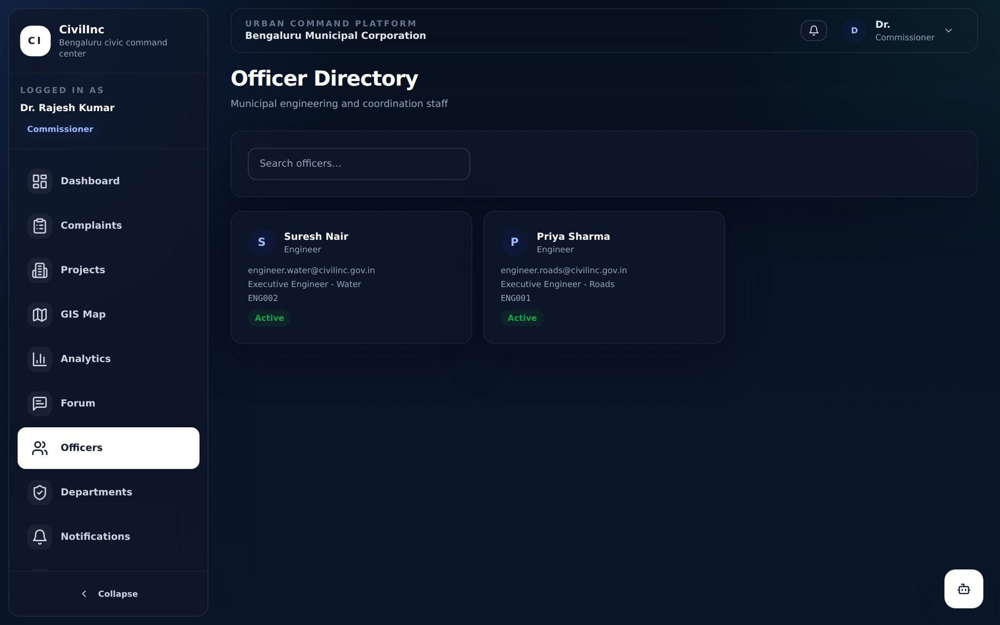 CI
CivilInc
Bengaluru civic command
center
LOGGED IN AS
Dr. Rajesh Kumar
Commissioner
Dashboard
Complaints
Projects
GIS Map
Analytics
Forum
Officers
Departments
Notifications
Collapse
URBAN COMMAND PLATFORM
Bengaluru Municipal Corporation
D
Dr.
Commissioner
Officer Directory
Municipal engineering and coordination staff
Search officers...
S
Suresh Nair
Engineer
engineer.water@civilinc.gov.in
Executive Engineer - Water
ENG002
Active
P
Priya Sharma
Engineer
engineer.roads@civilinc.gov.in
Executive Engineer - Roads
ENG001
Active